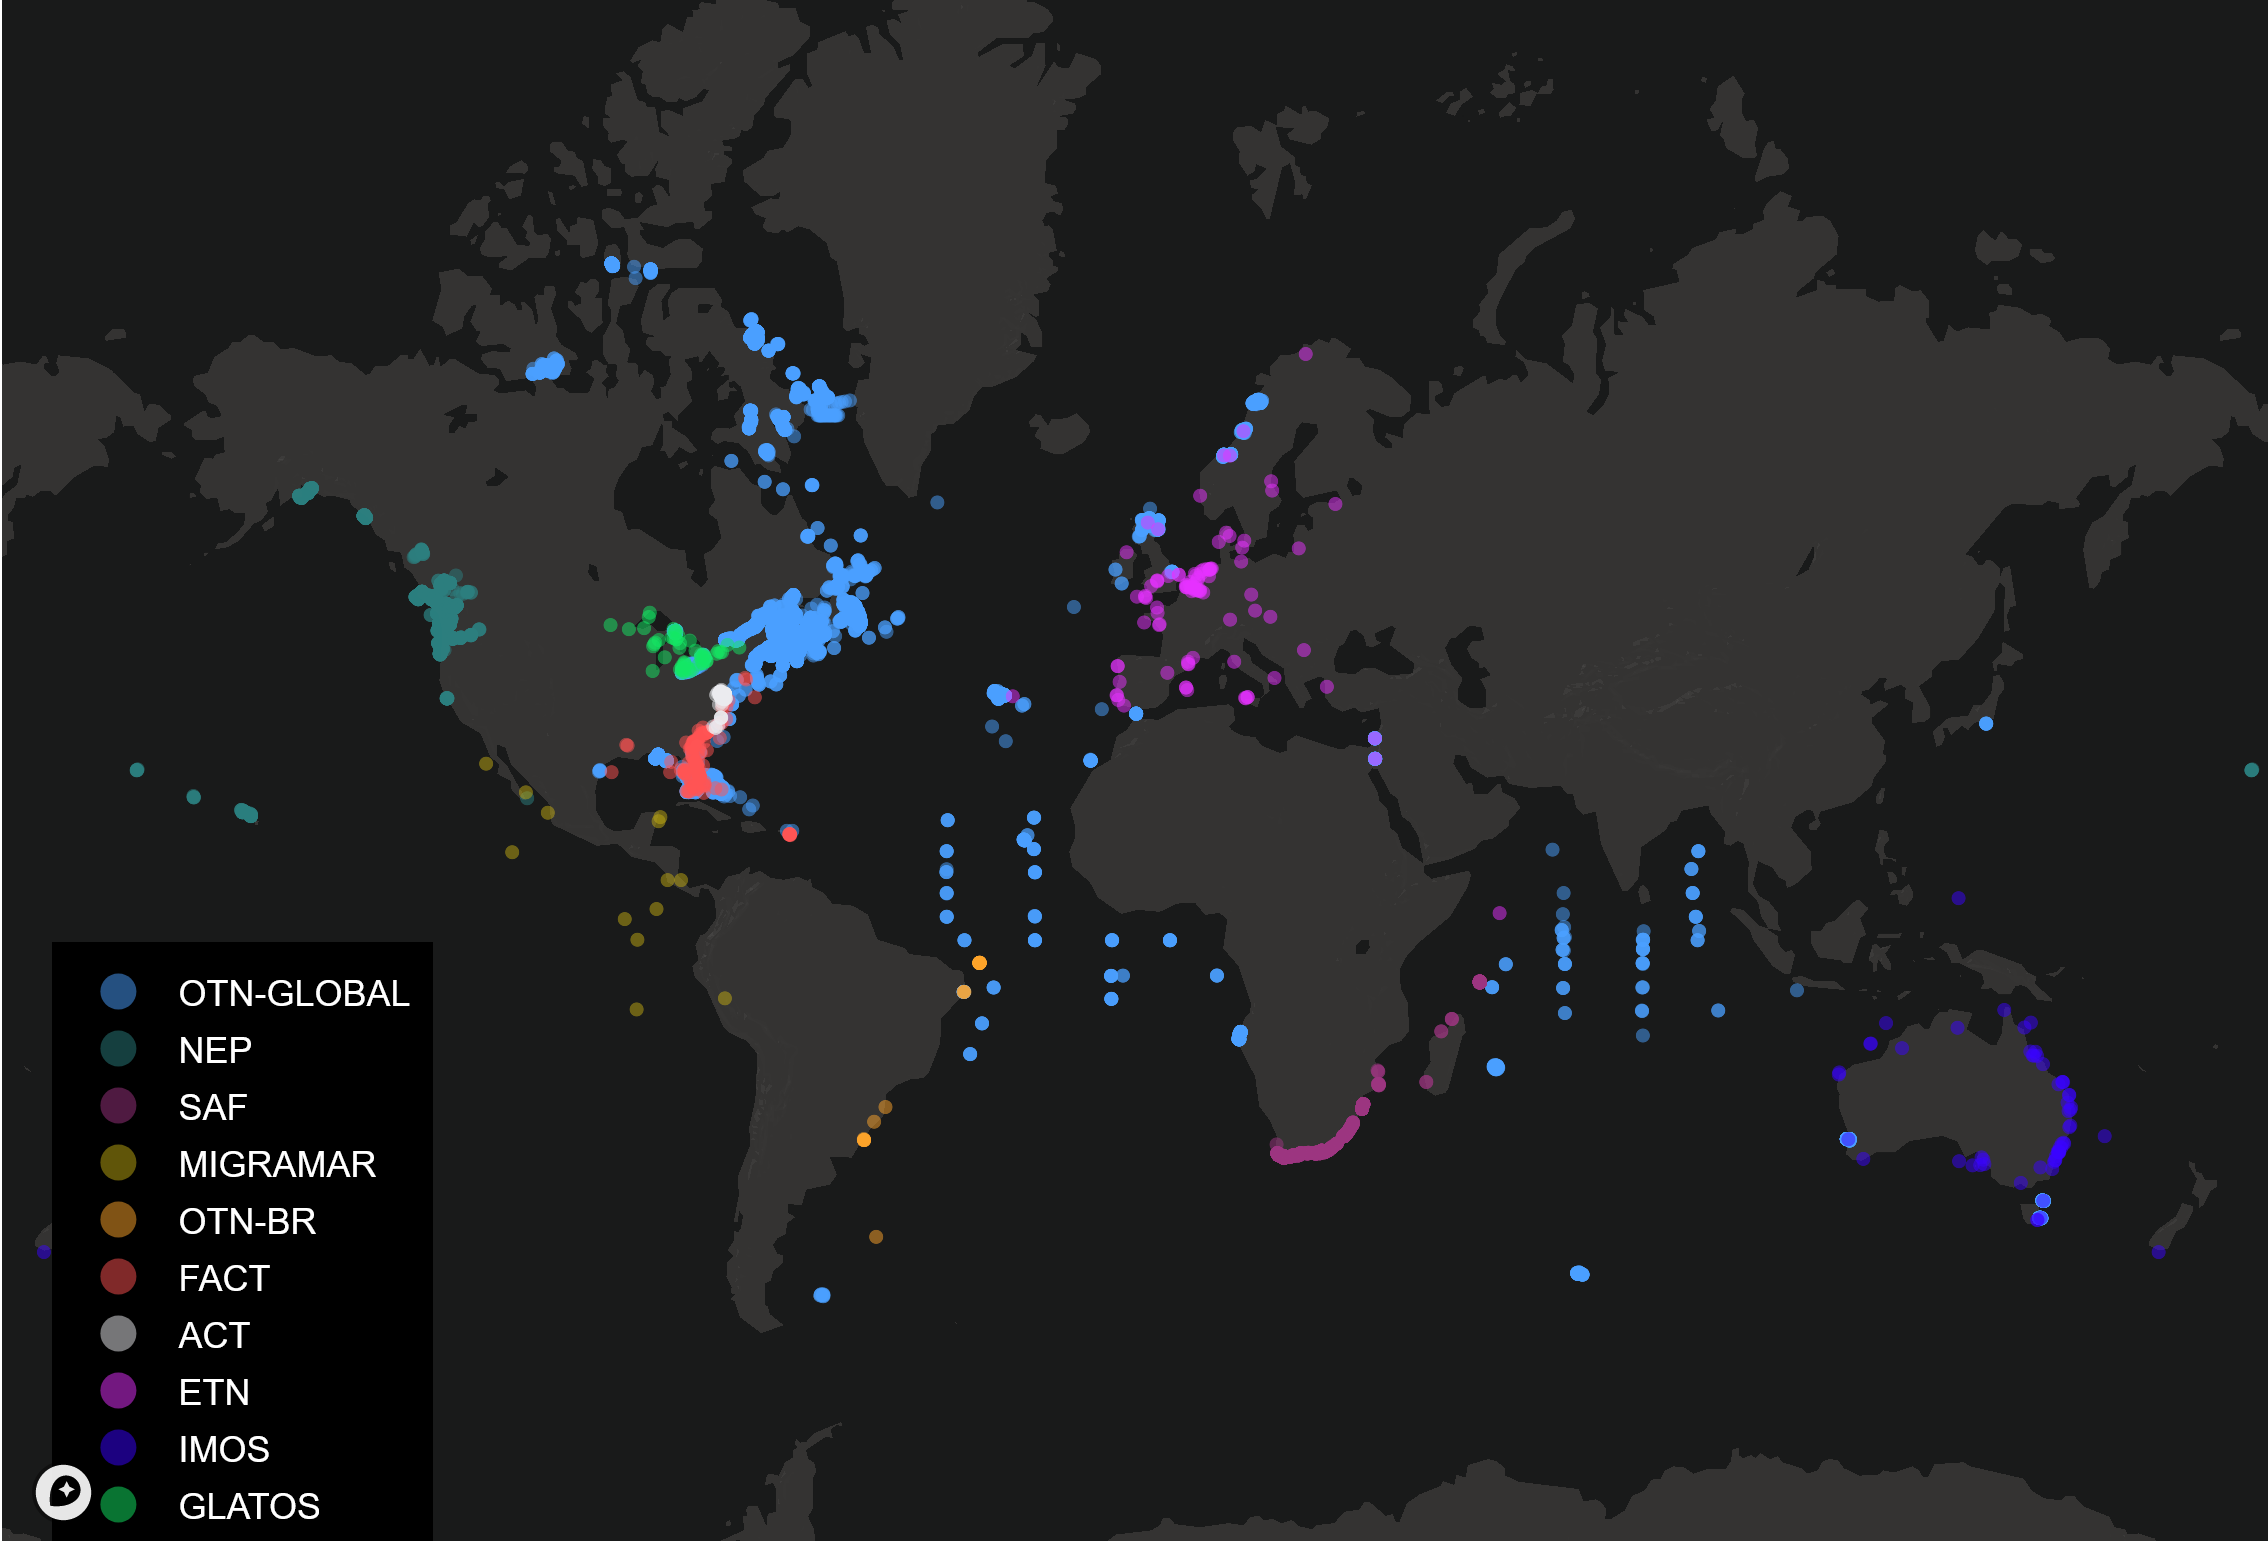 OTN-GLOBAL
NEP
SAF
MIGRAMAR
OTN-BR
FACT
ACT
ETN
IMOS
GLATOS